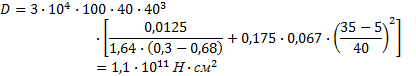 D = 3 · 10⁴ · 100 · 40 · 40³
· [ 0,0125 / 1,64 · (0,3 − 0,68) + 0,175 · 0,067 · ( 35 − 5 / 40 )² ]
= 1,1 · 10¹¹ Н · см²